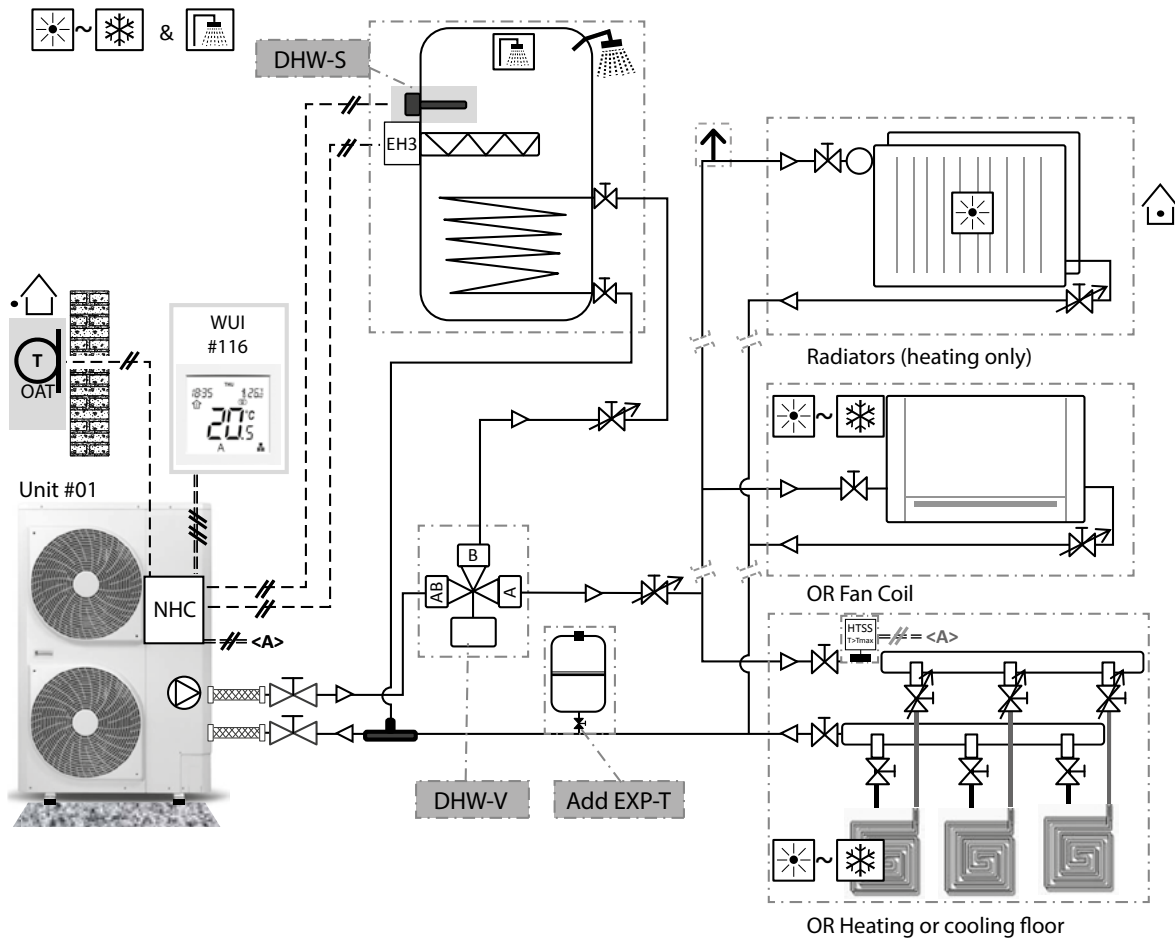 ~ &
DHW-S
EH3
WUI
#116
THU
18:35
20.5 °C
A
T
OAT
Unit #01
NHC
<A>
B
AB
A
DHW-V
Add EXP-T
Radiators (heating only)
~
OR Fan Coil
HTSS
T>Tmax
<A>
~
OR Heating or cooling floor